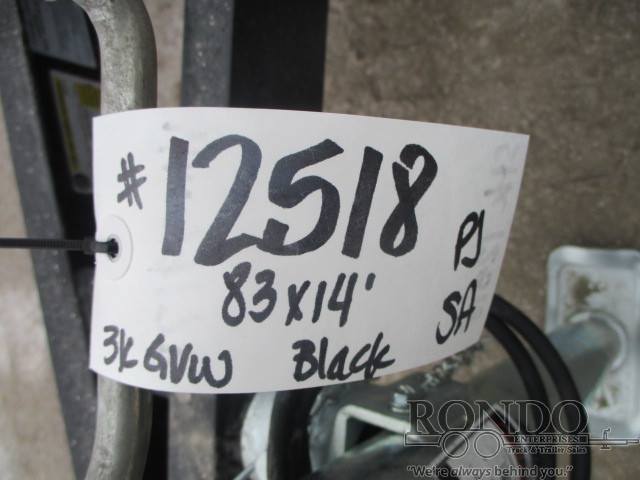 # 12518
83x14' PJ
3K GVW Black SA
RONDO
ENTERPRISES
Truck & Trailer Sales
"We're always behind you."